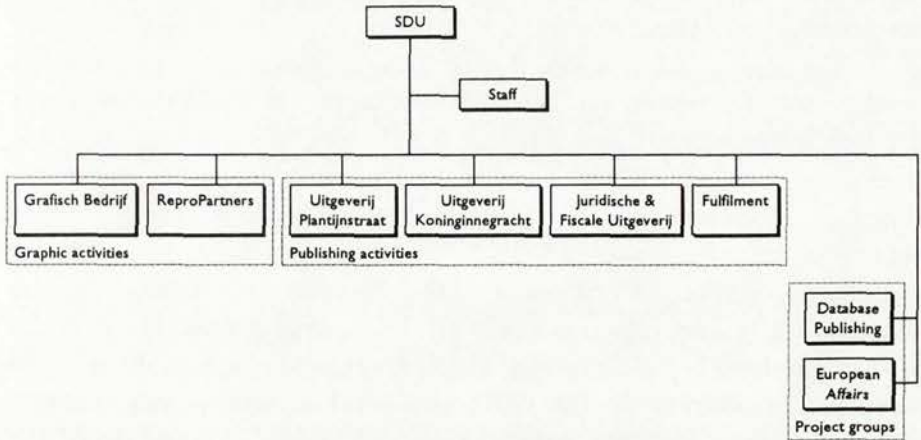 SDU
Staff
Grafisch Bedrijf
ReproPartners
Graphic activities
Uitgeverij
Plantijnstraat
Uitgeverij
Koninginnegracht
Juridische &
Fiscale Uitgeverij
Fulfilment
Publishing activities
Database
Publishing
European
Affairs
Project groups